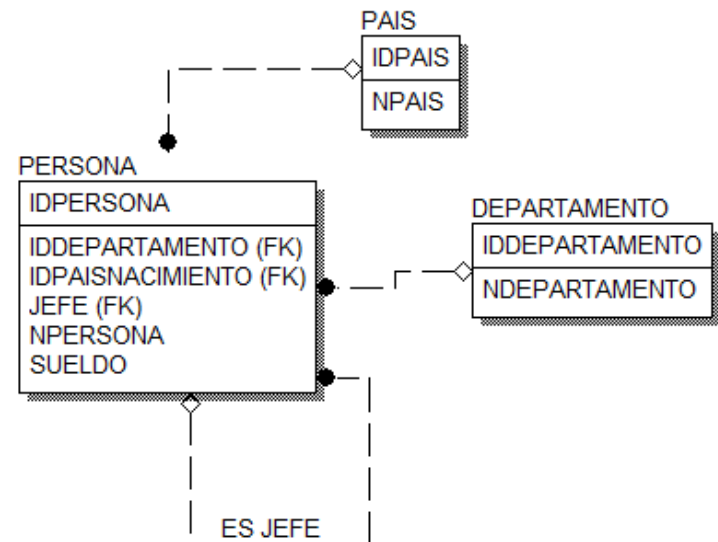 PAIS
IDPAIS
NPAIS
PERSONA
IDPERSONA
IDDEPARTAMENTO (FK)
IDPAISNACIMIENTO (FK)
JEFE (FK)
NPERSONA
SUELDO
DEPARTAMENTO
IDDEPARTAMENTO
NDEPARTAMENTO
ES JEFE